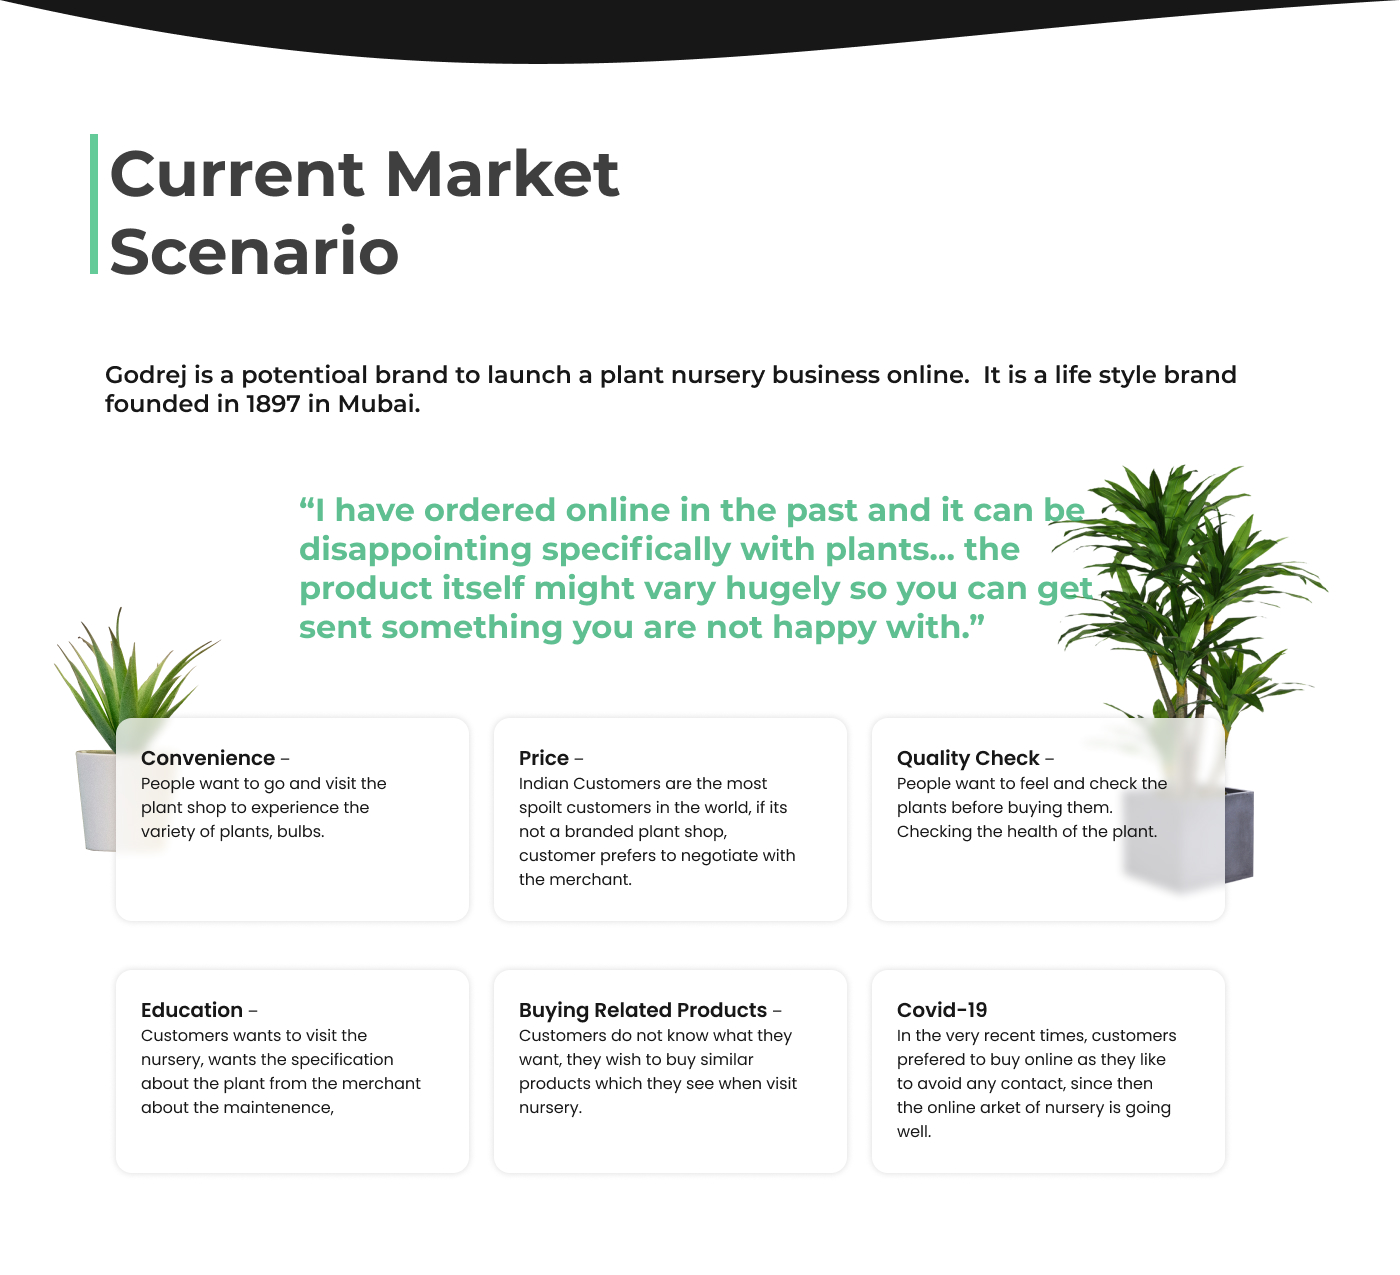 Current Market
Scenario
Godrej is a potentioal brand to launch a plant nursery business online.  It is a life style brand
founded in 1897 in Mubai.
“I have ordered online in the past and it can be
disappointing specifically with plants... the
product itself might vary hugely so you can get
sent something you are not happy with.”
Convenience –
People want to go and visit the
plant shop to experience the
variety of plants, bulbs.
Price –
Indian Customers are the most
spoilt customers in the world, if its
not a branded plant shop,
customer prefers to negotiate with
the merchant.
Quality Check –
People want to feel and check the
plants before buying them.
Checking the health of the plant.
Education –
Customers wants to visit the
nursery, wants the specification
about the plant from the merchant
about the maintenence,
Buying Related Products –
Customers do not know what they
want, they wish to buy similar
products which they see when visit
nursery.
Covid-19
In the very recent times, customers
prefered to buy online as they like
to avoid any contact, since then
the online arket of nursery is going
well.